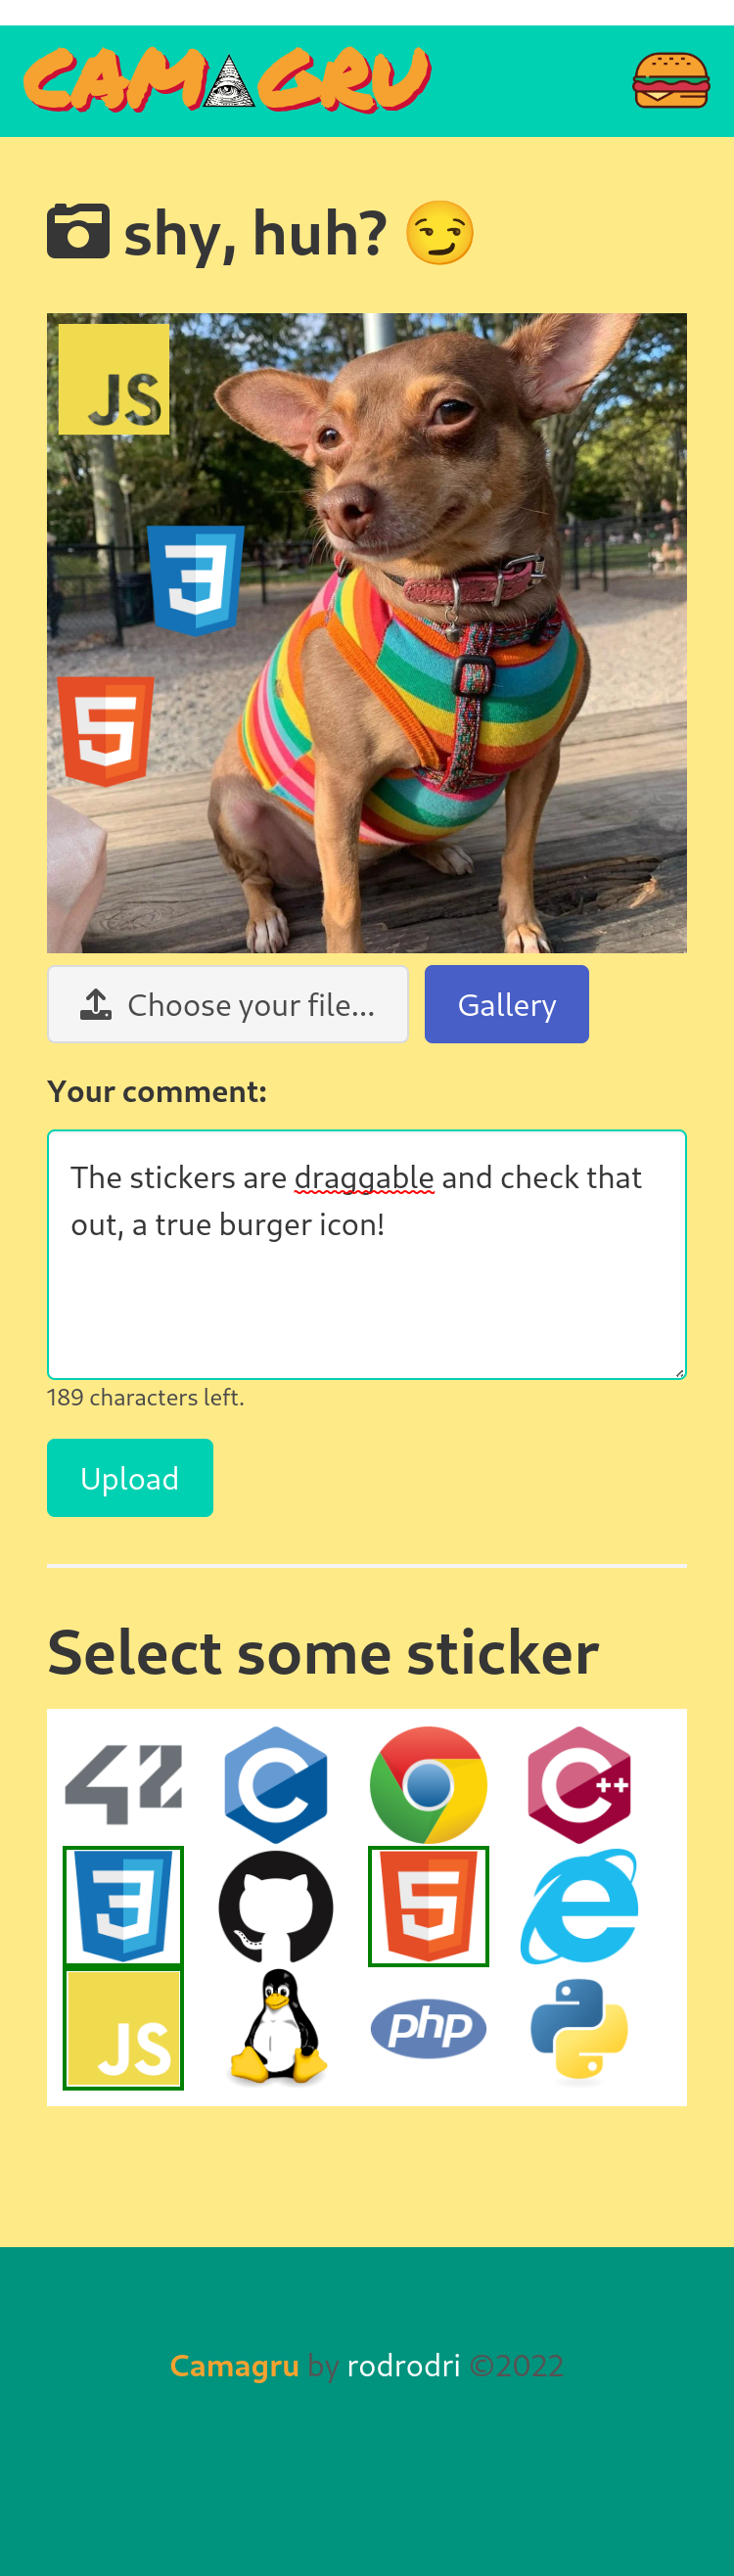 CAMAGRU
shy, huh? 😏
JS
3
5
Choose your file...
Gallery
Your comment:
The stickers are draggable and check that
out, a true burger icon!
189 characters left.
Upload
Select some sticker
42
C
C++
3
5
e
JS
php
Camagru by rodrodri ©2022